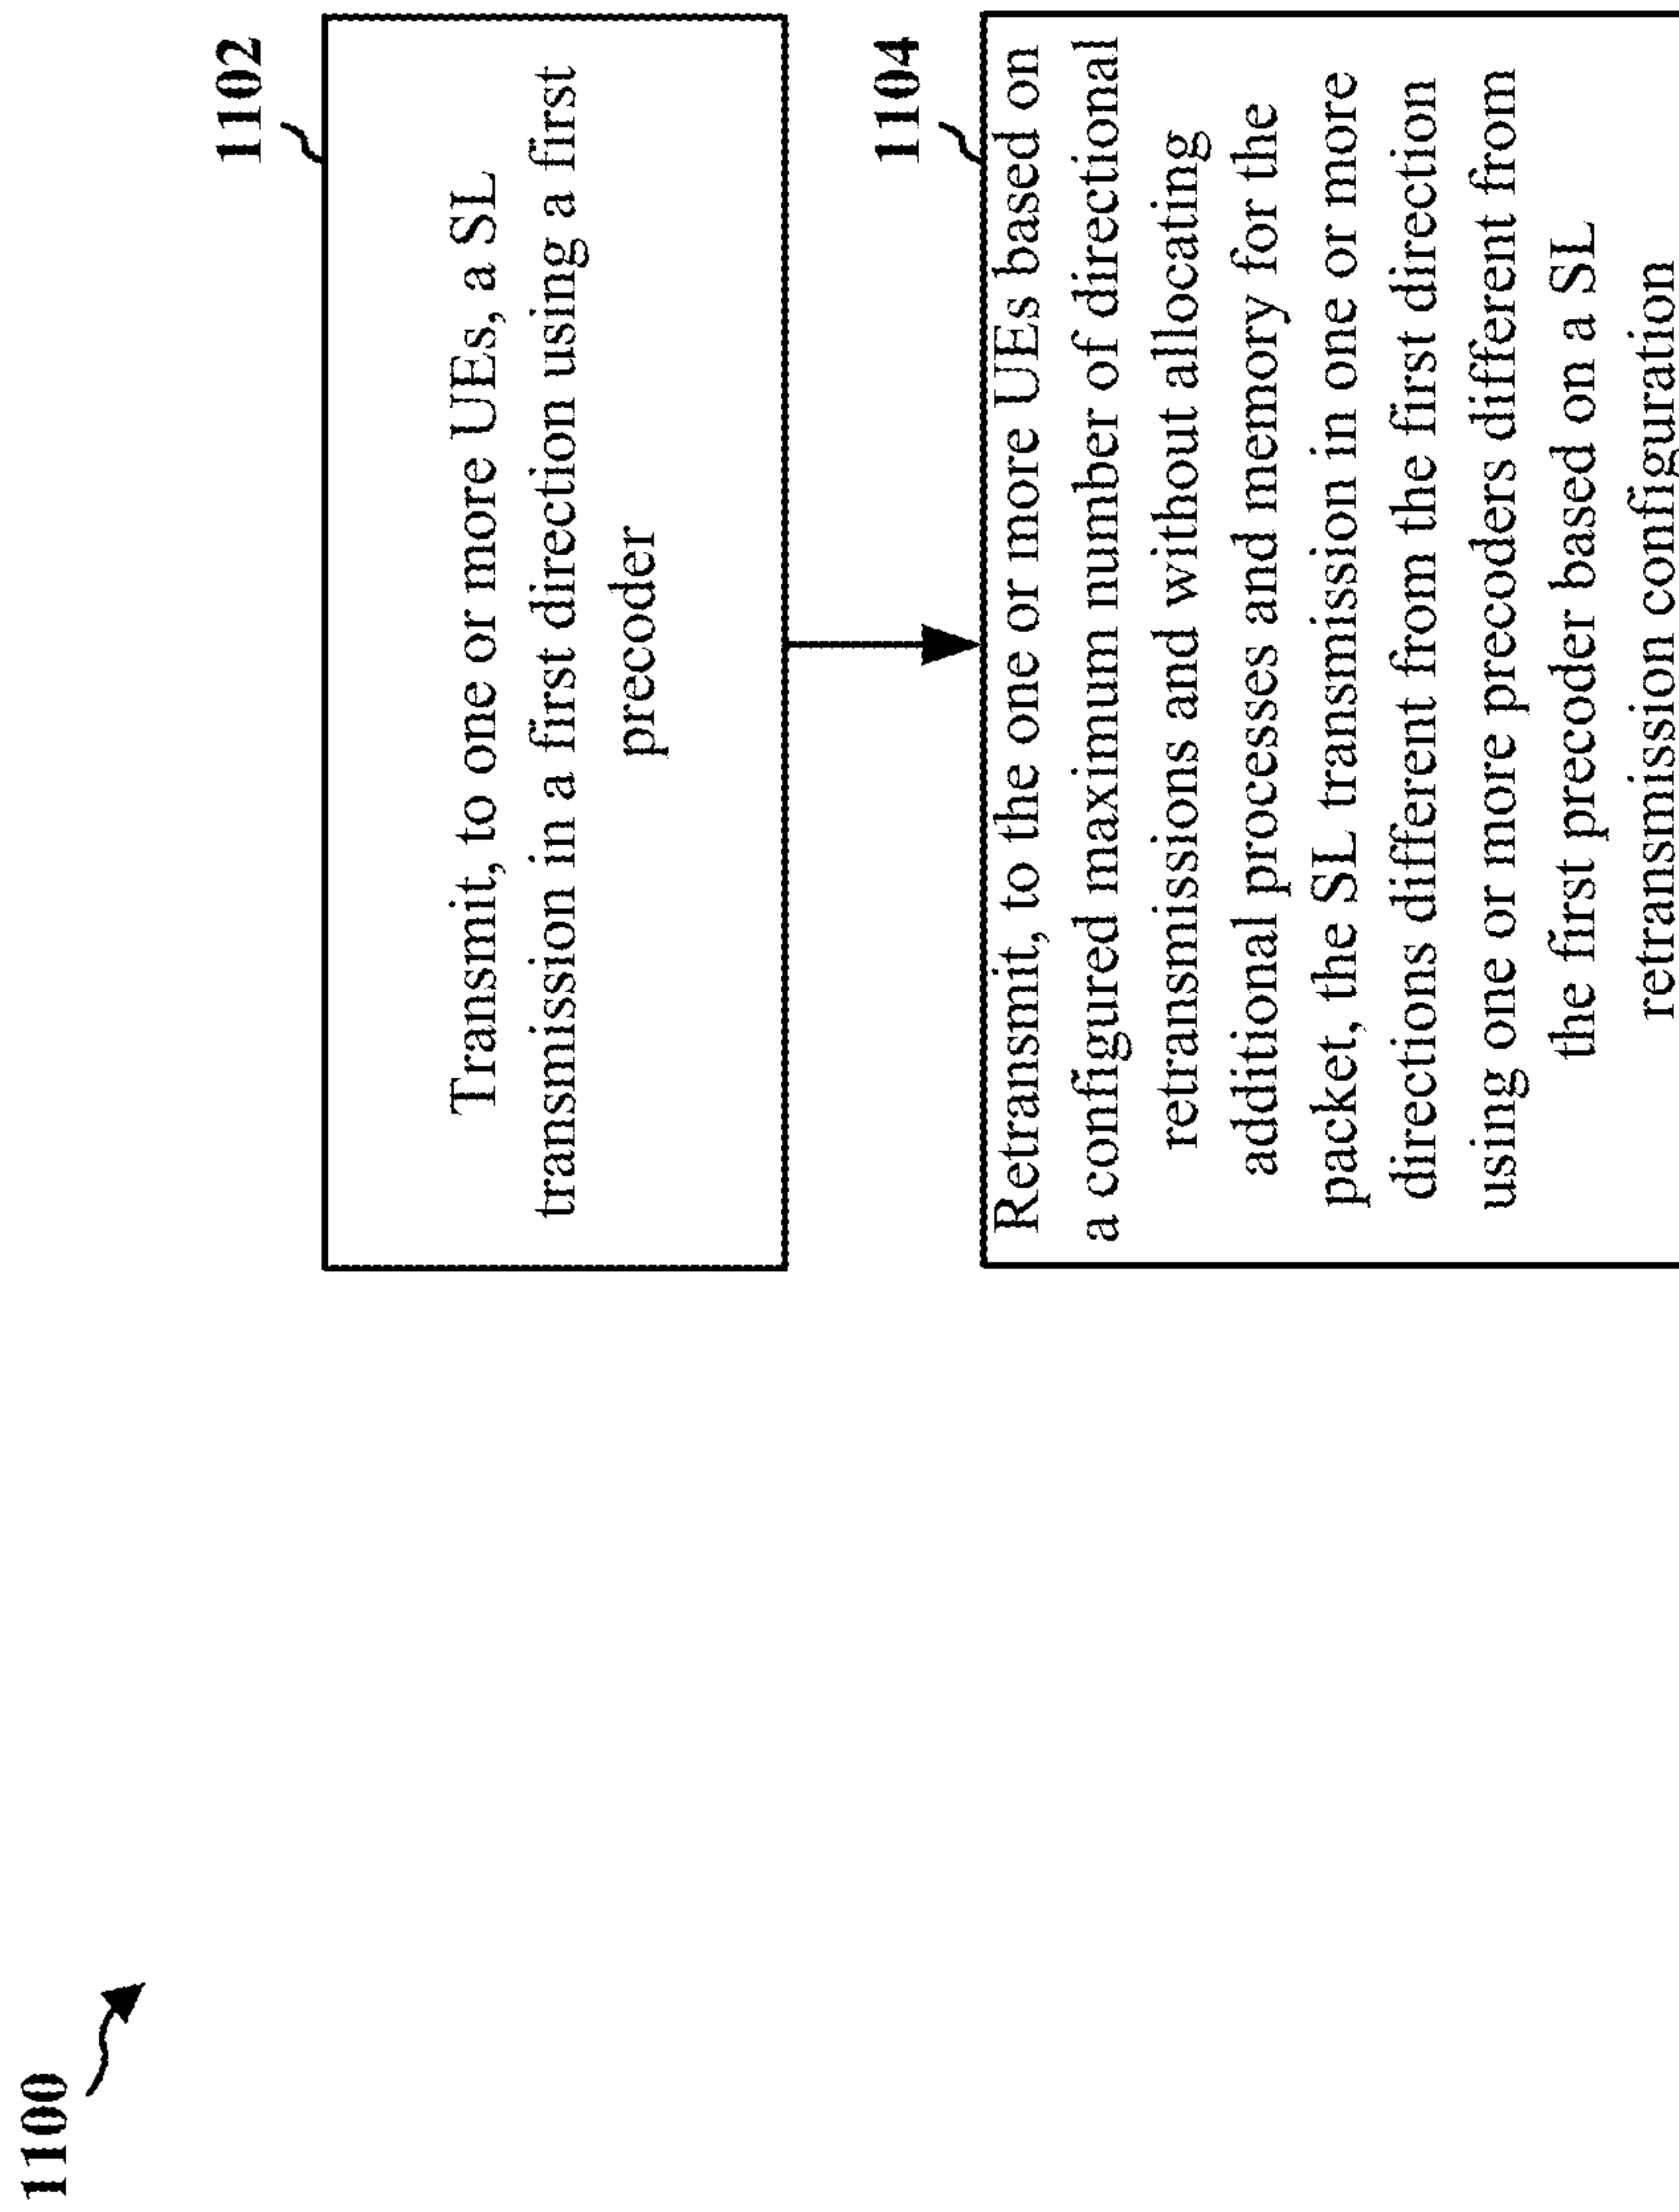 1100
1102
Transmit, to one or more UEs, a SL
transmission in a first direction using a first
precoder
1104
Retransmit, to the one or more UEs based on
a configured maximum number of directional
retransmissions and without allocating
additional processes and memory for the
packet, the SL transmission in one or more
directions different from the first direction
using one or more precoders different from
the first precoder based on a SL
retransmission configuration